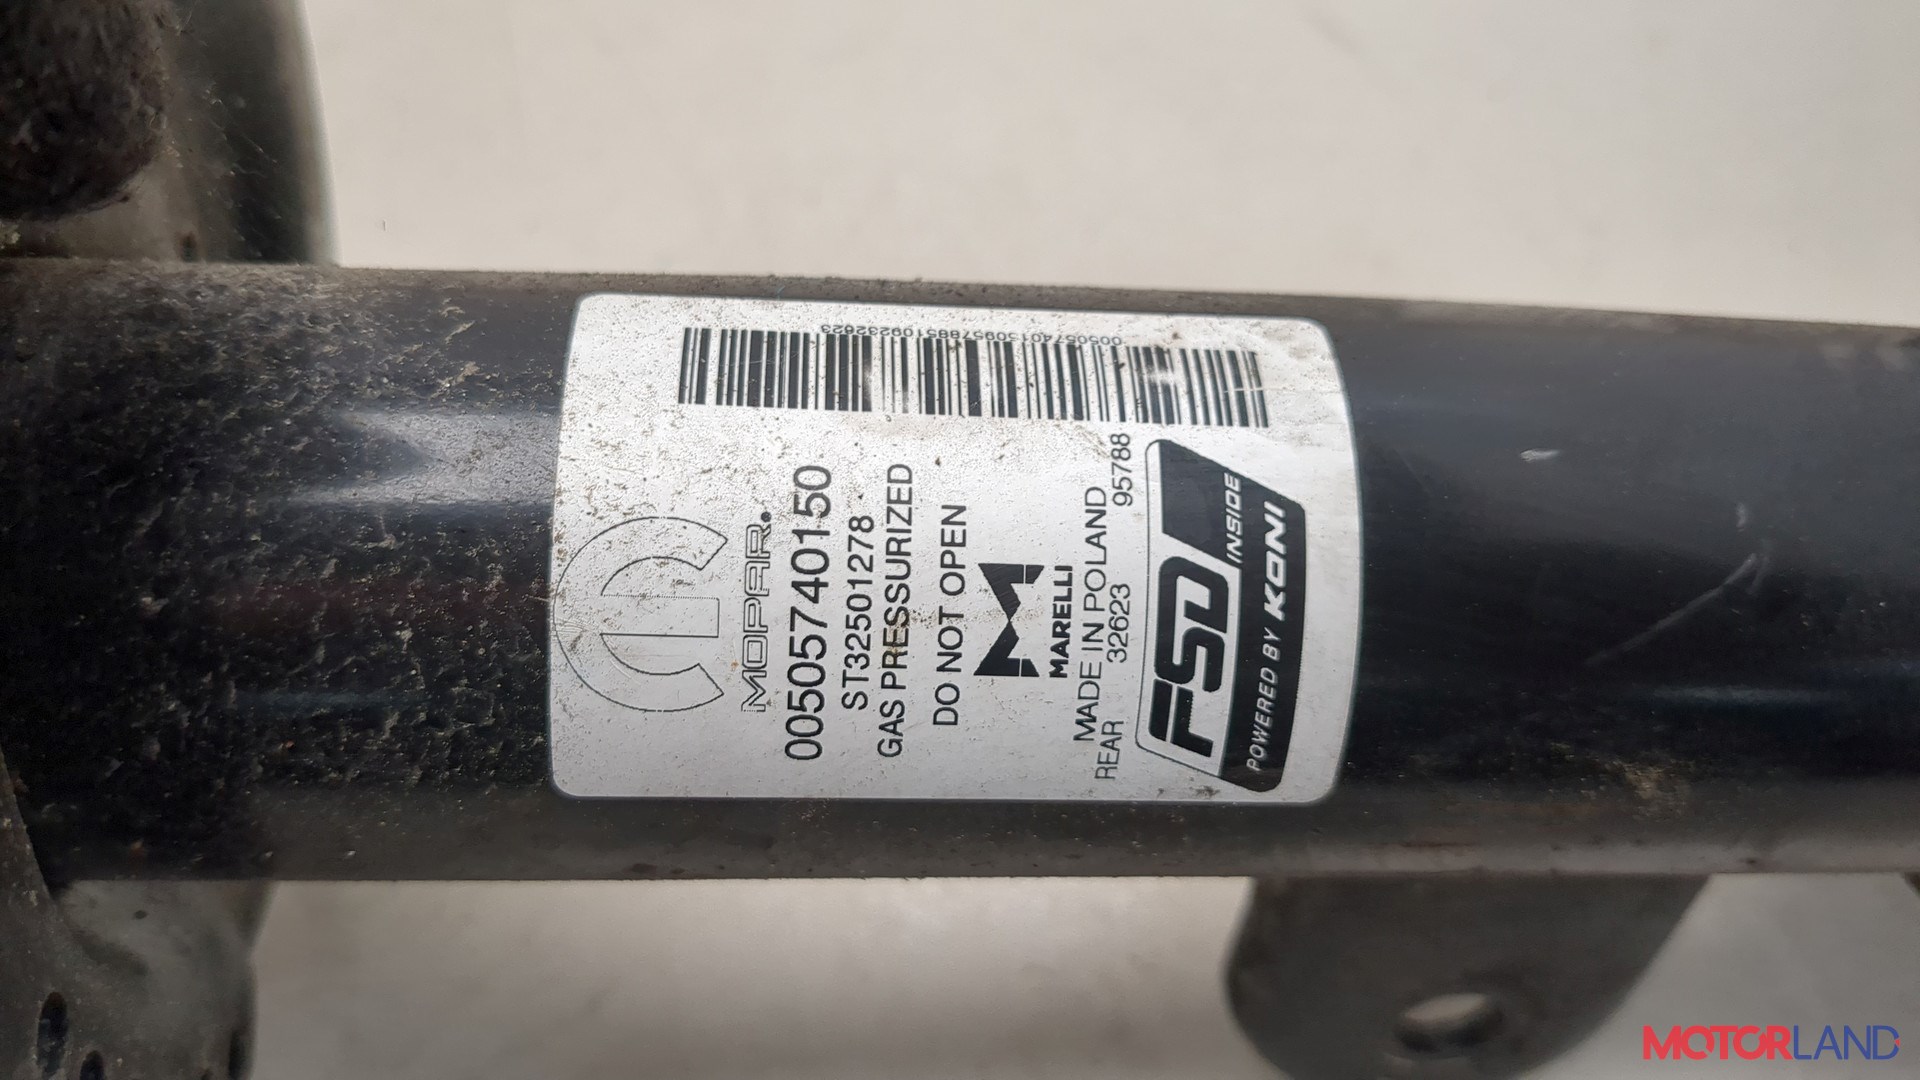 MOPAR.
00505740150
ST32501278
GAS PRESSURIZED
DO NOT OPEN
MARELLI
MADE IN POLAND
REAR 32623 95788
FSD INSIDE
POWERED BY KONI
MOTORLAND